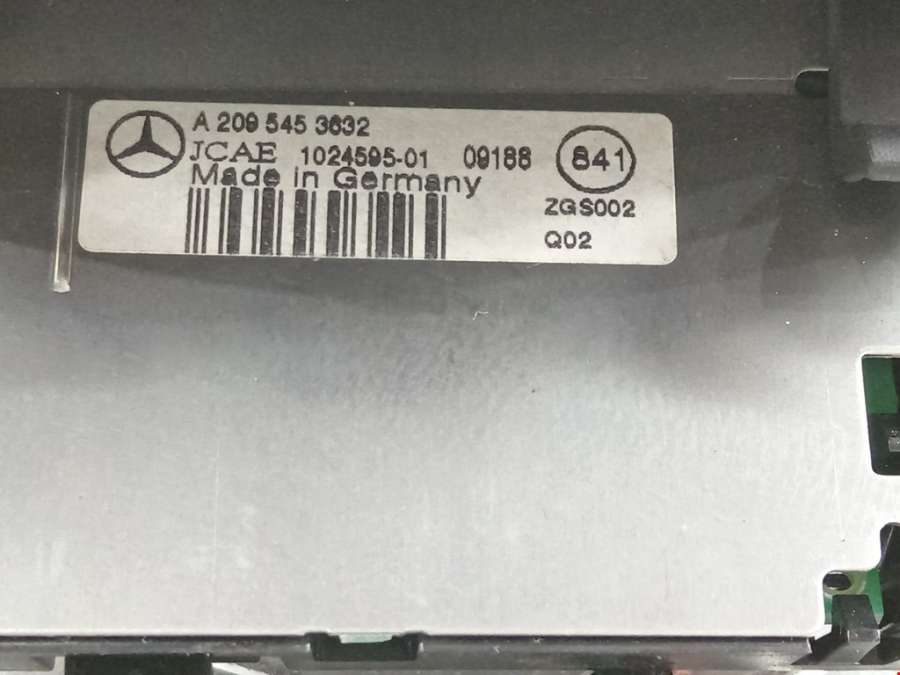 A 209 545 3632
JCAE 1024595-01 09188 841
Made in Germany
ZGS002
Q02